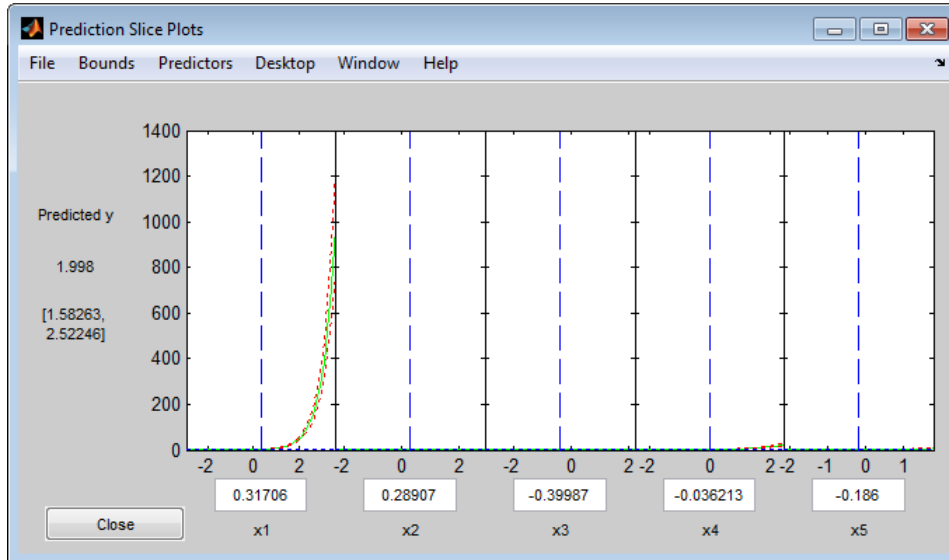 Prediction Slice Plots
File Bounds Predictors Desktop Window Help
1400
1200
1000
800
600
400
200
0
Predicted y
1.998
[1.58263,
2.52246]
-2 0 2 -2 0 2 -2 0 2 -2 0 2 -2 -1 0 1
0.31706 0.28907 -0.39987 -0.036213 -0.186
Close
x1 x2 x3 x4 x5